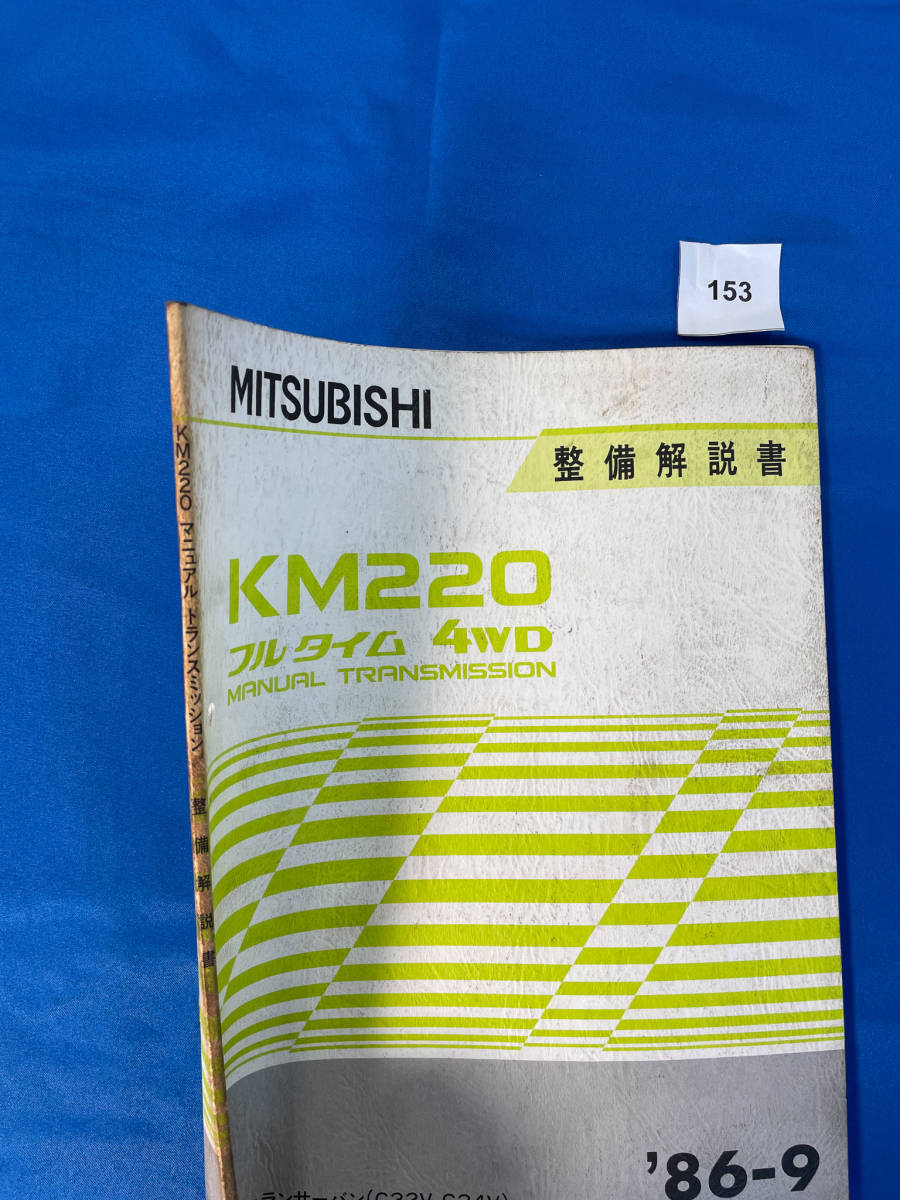 153
MITSUBISHI
整備解説書
KM220
フルタイム 4WD
MANUAL TRANSMISSION
'86-9
KM220 マニュアル トランスミッション 整備解説書